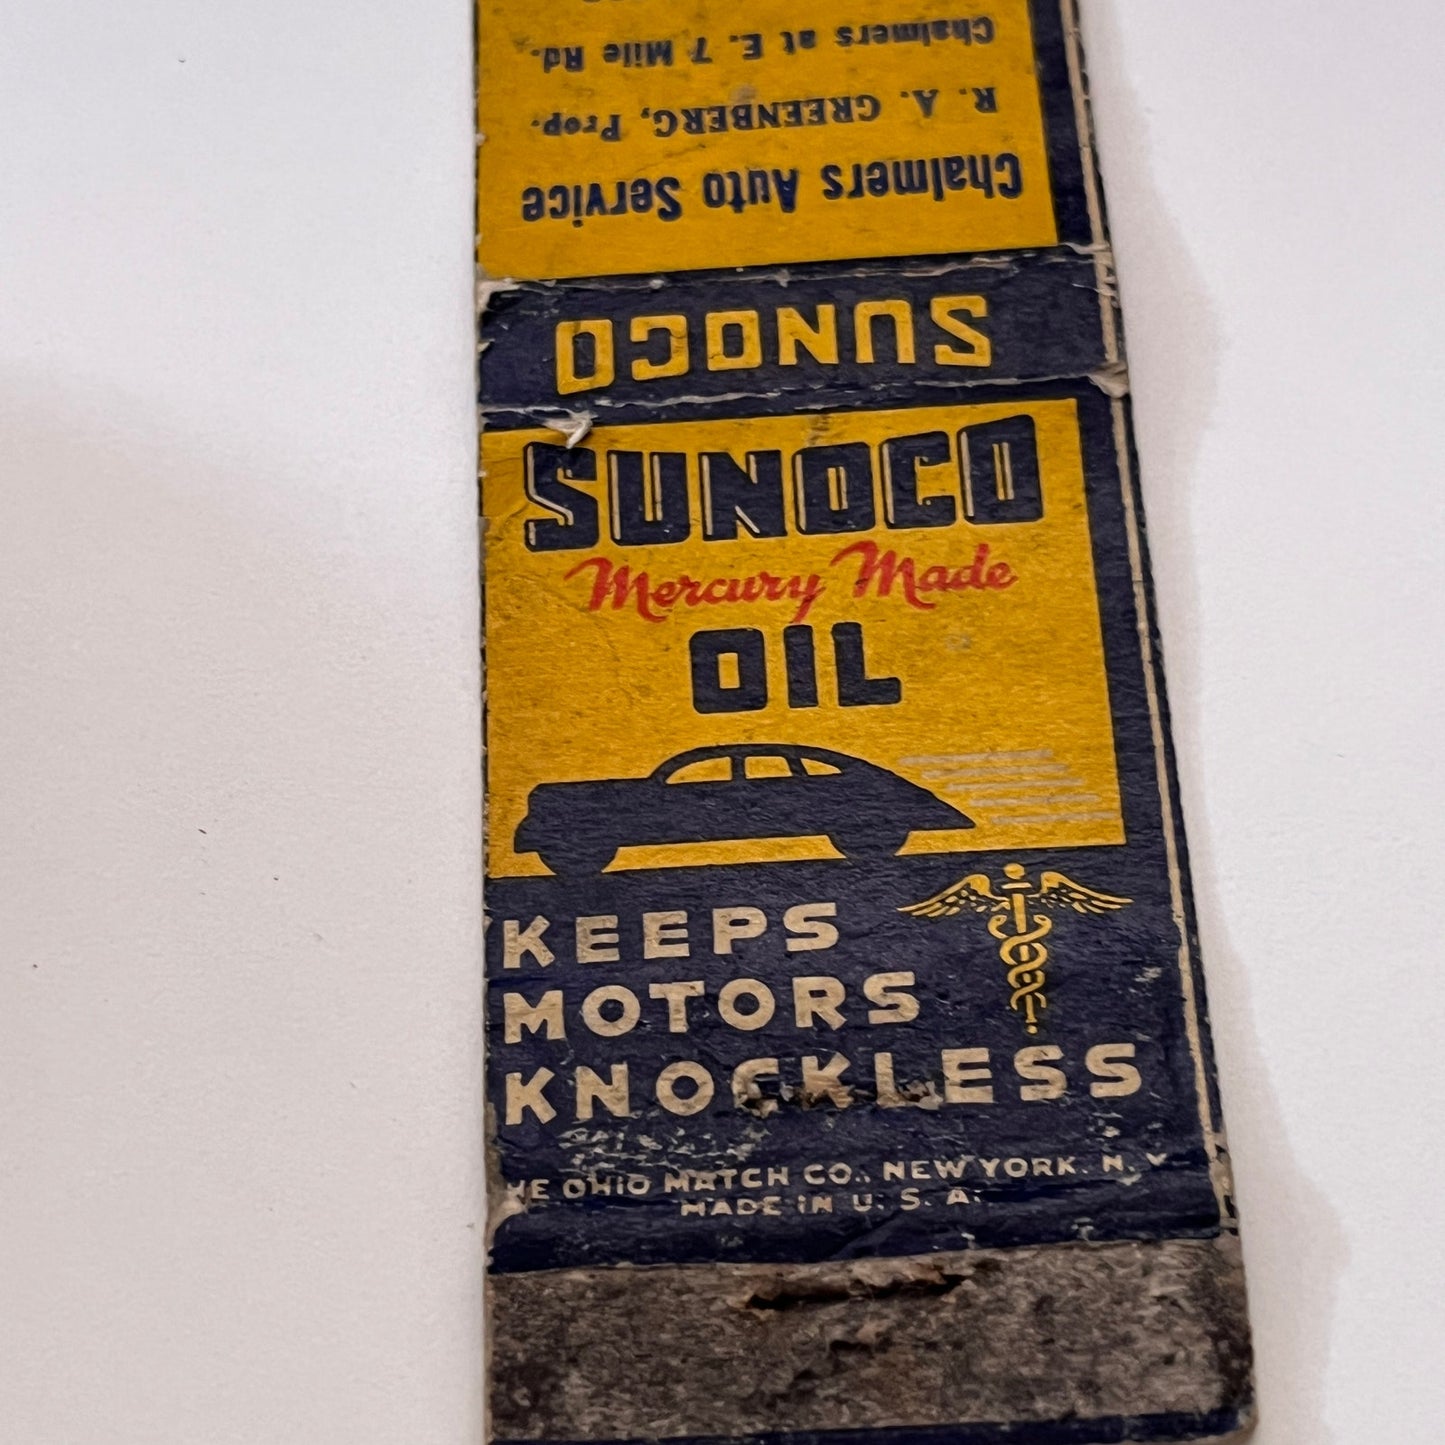 Chalmers Auto Service
R. A. GREENBERG, Prop.
Chalmers at E. 7 Mile Rd.
SUNOCO
SUNOCO
Mercury Made
OIL
KEEPS
MOTORS
KNOCKLESS
HE OHIO MATCH CO., NEW YORK, N. Y
MADE IN U. S. A.